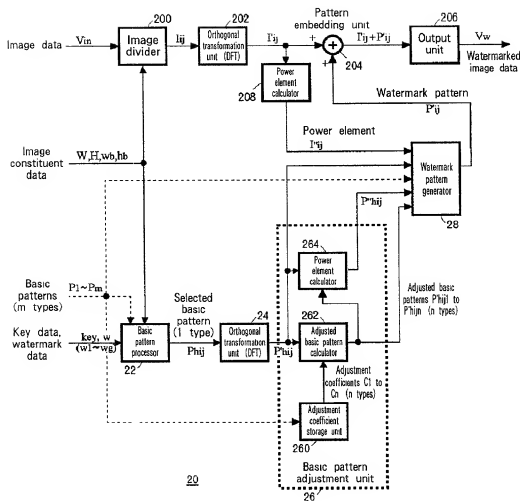 Image data
Vin
200
Image divider
Iij
202
Orthogonal transformation unit (DFT)
I'ij
Pattern embedding unit
+
+
204
I'ij+P'ij
206
Output unit
Vw
Watermarked image data
208
Power element calculator
Watermark pattern
P'ij
Power element
I''ij
Image constituent data
W,H,wb,hb
Watermark pattern generator
28
P''hij
264
Power element calculator
Basic patterns (m types)
P1~Pm
Key data, watermark data
key, w
(w1~wg)
Basic pattern processor
22
Selected basic pattern (1 type)
Phij
24
Orthogonal transformation unit (DFT)
P'hij
262
Adjusted basic pattern calculator
Adjusted basic patterns P'hij1 to P'hijn (n types)
Adjustment coefficients C1 to Cn (n types)
Adjustment coefficient storage unit
260
Basic pattern adjustment unit
26
20